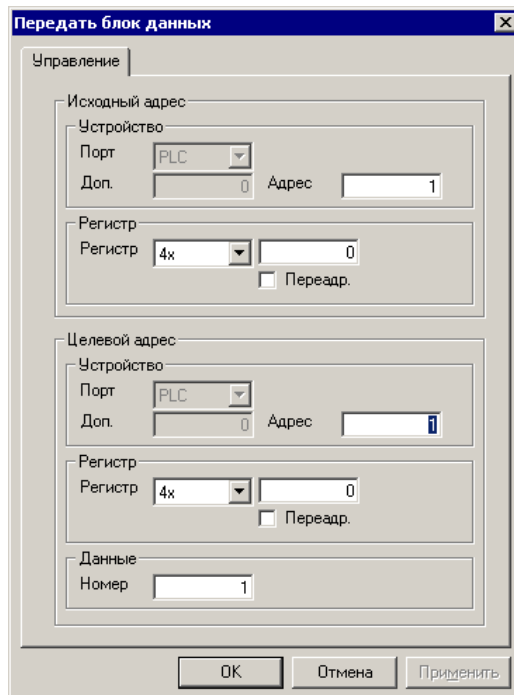 Передать блок данных
Управление
Исходный адрес
Устройство
Порт PLC
Доп. 0 Адрес 1
Регистр
Регистр 4x 0
Переадр.
Целевой адрес
Устройство
Порт PLC
Доп. 0 Адрес 1
Регистр
Регистр 4x 0
Переадр.
Данные
Номер 1
OK Отмена Применить